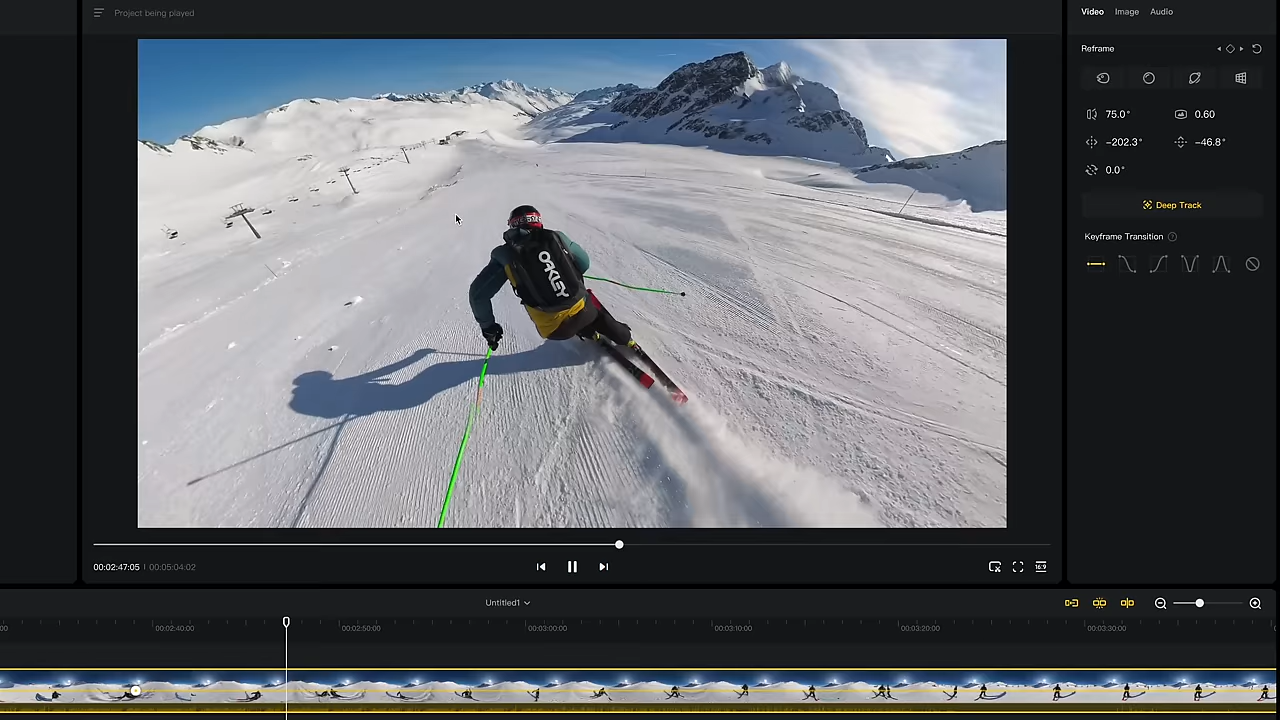 Project being played
Video Image Audio
Reframe
75.0°
0.60
−202.3°
−46.8°
0.0°
Deep Track
Keyframe Transition
OAKLEY
00:02:47:05 | 00:05:04:02
16:9
Untitled1
00:02:40:00
00:02:50:00
00:03:00:00
00:03:10:00
00:03:20:00
00:03:30:00